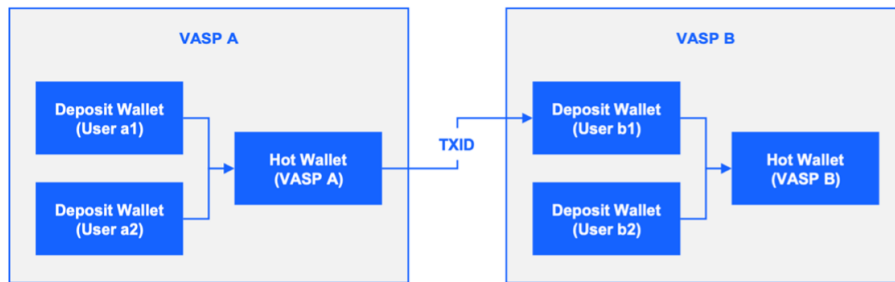 VASP A
Deposit Wallet
(User a1)
Deposit Wallet
(User a2)
Hot Wallet
(VASP A)
TXID
VASP B
Deposit Wallet
(User b1)
Deposit Wallet
(User b2)
Hot Wallet
(VASP B)